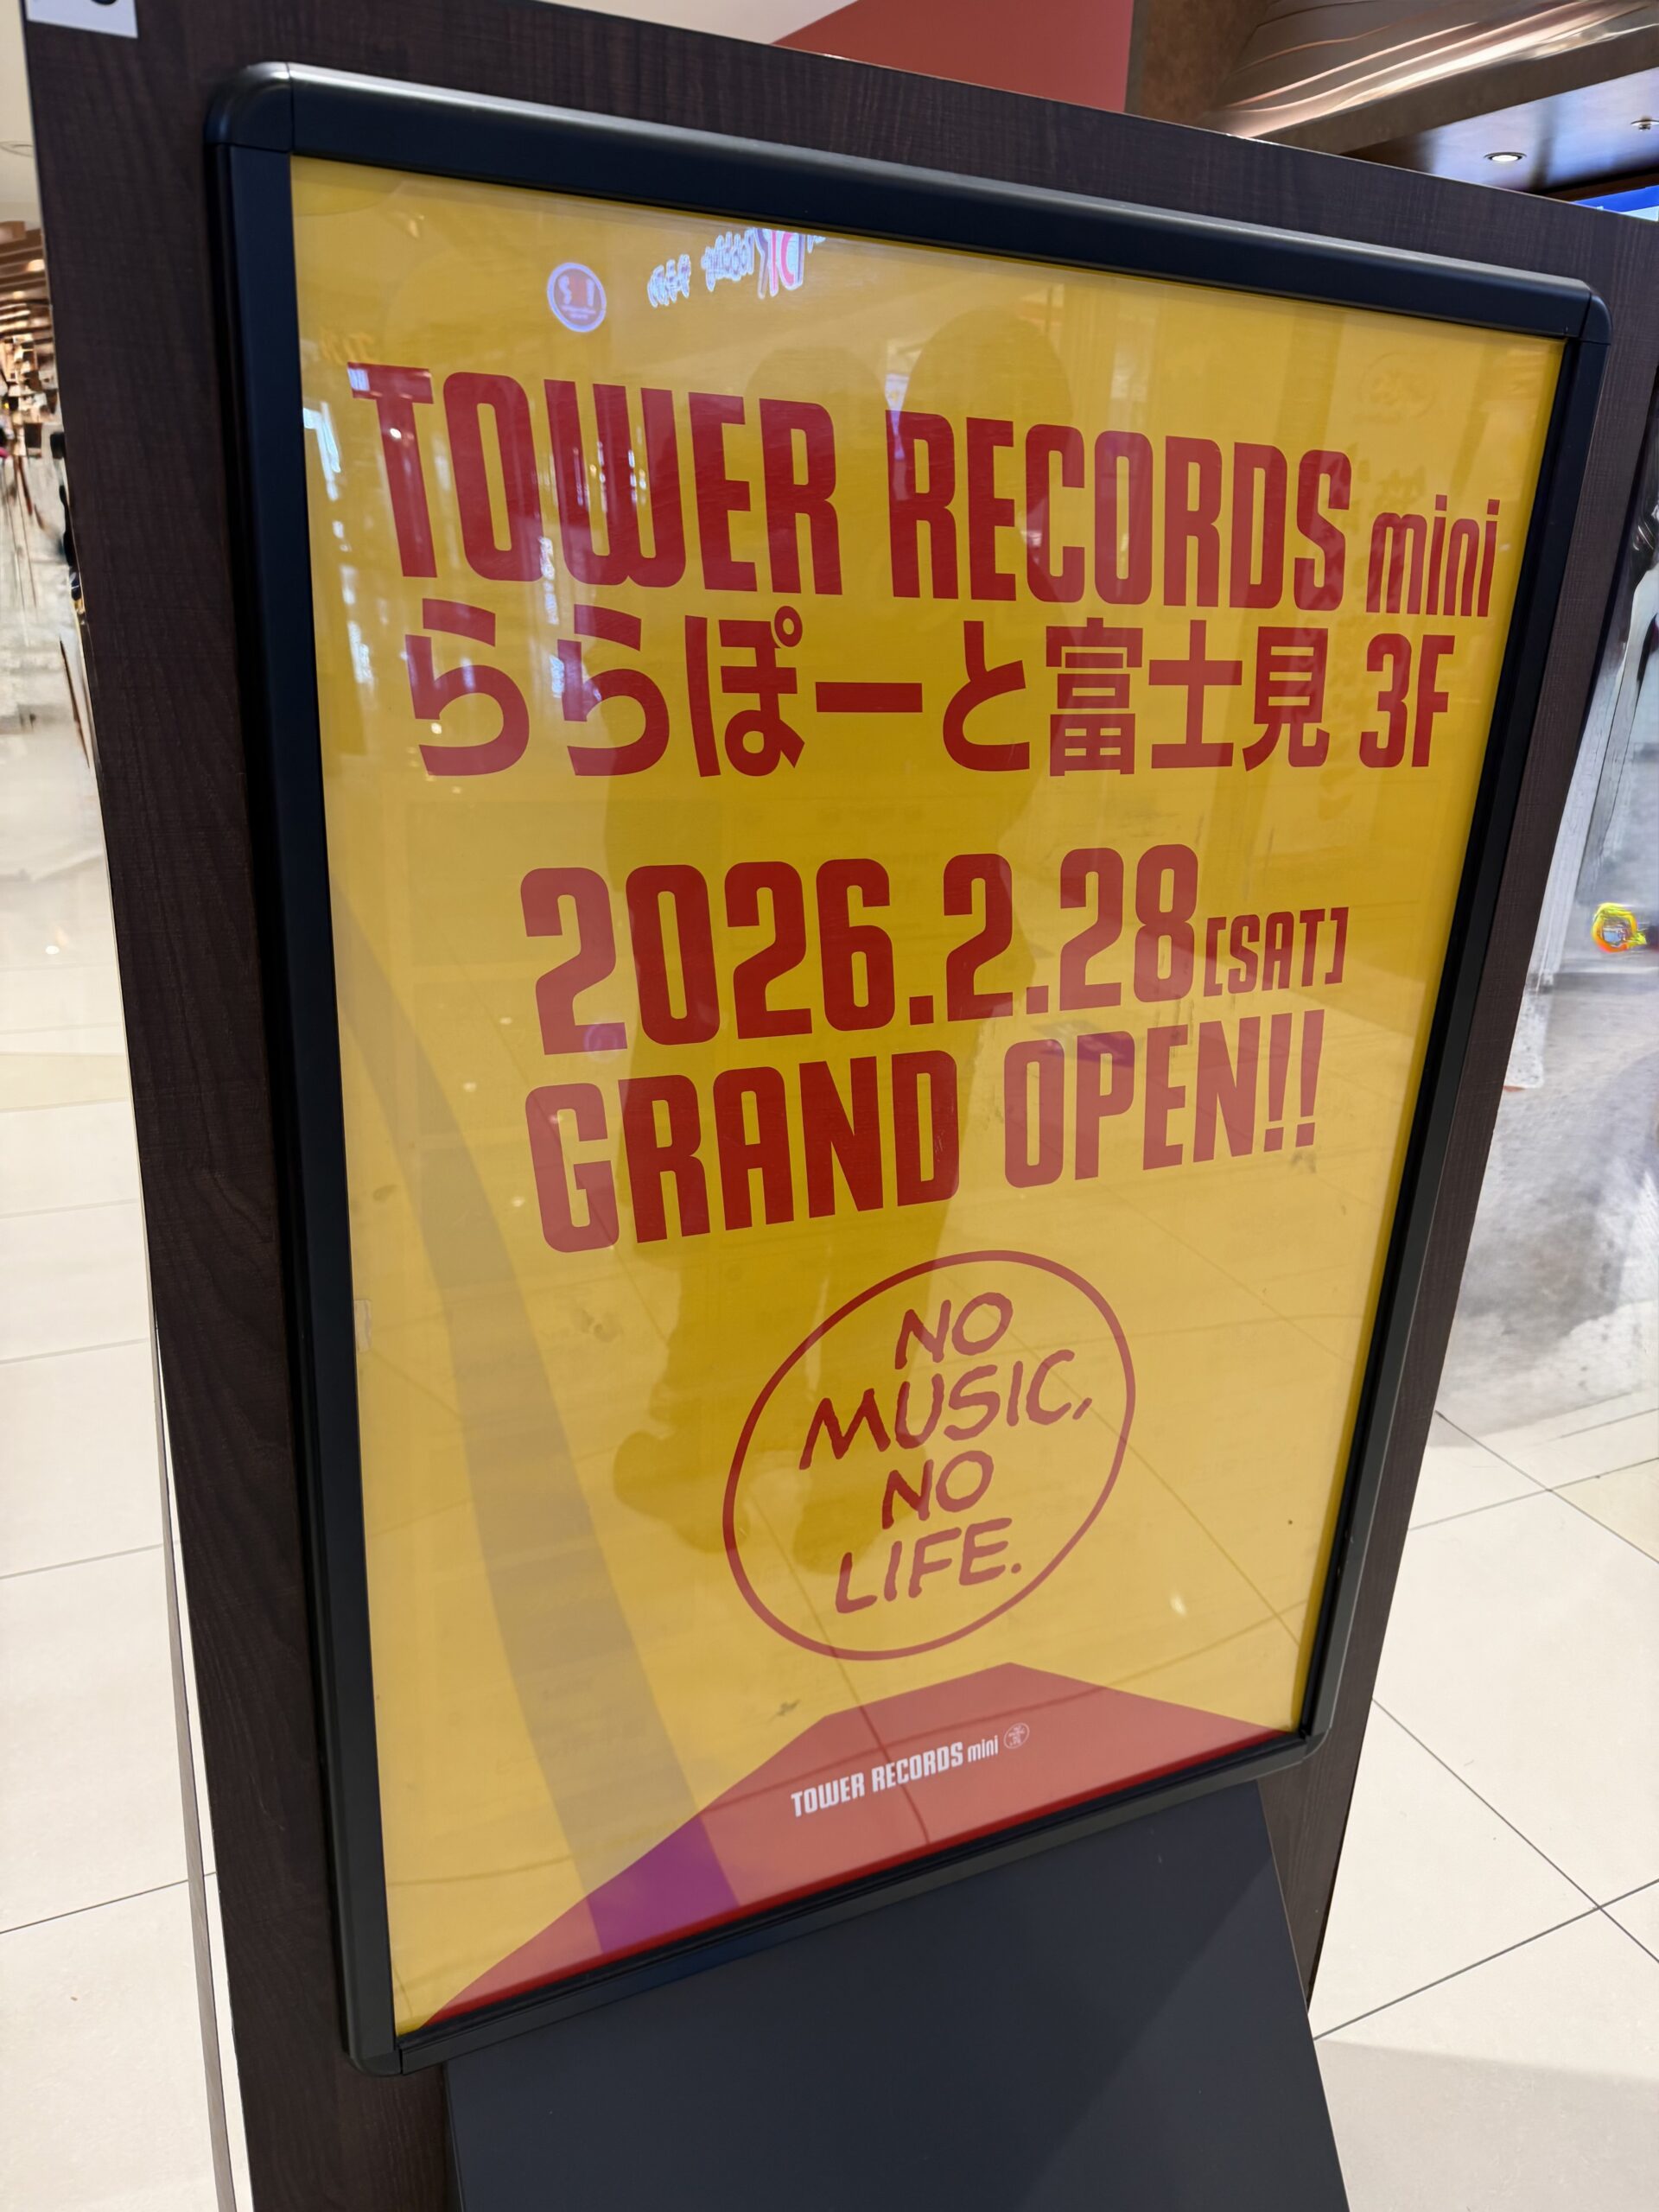 TOWER RECORDS mini
ららぽーと富士見 3F
2026.2.28[SAT]
GRAND OPEN!!
NO
MUSIC,
NO
LIFE.
TOWER RECORDS mini